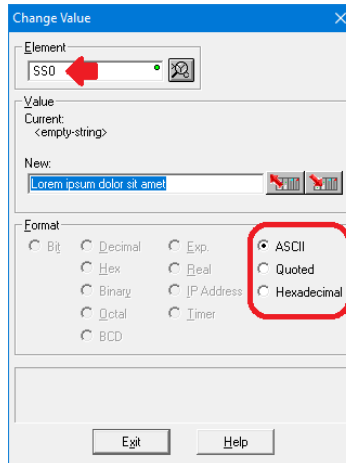 Change Value
Element
SS0
Value
Current:
<empty-string>
New:
Lorem ipsum dolor sit amet
Format
Bit Decimal Exp. ASCII
Hex Real Quoted
Binary IP Address Hexadecimal
Octal Timer
BCD
Exit Help